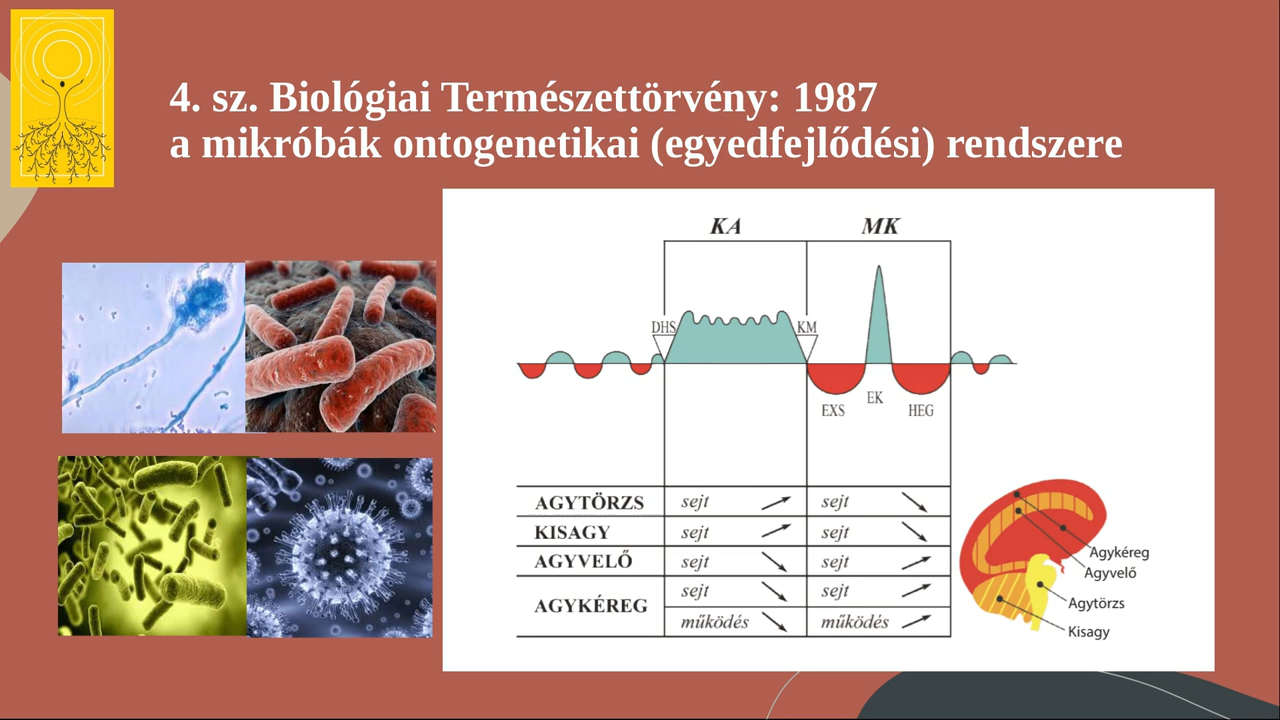 4. sz. Biológiai Természettörvény: 1987
a mikróbák ontogenetikai (egyedfejlődési) rendszere
KA MK
DHS KM
EXS EK HEG
AGYTÖRZS sejt sejt
KISAGY sejt sejt
AGYVELŐ sejt sejt
AGYKÉREG sejt sejt
működés működés
Agykéreg
Agyvelő
Agytörzs
Kisagy